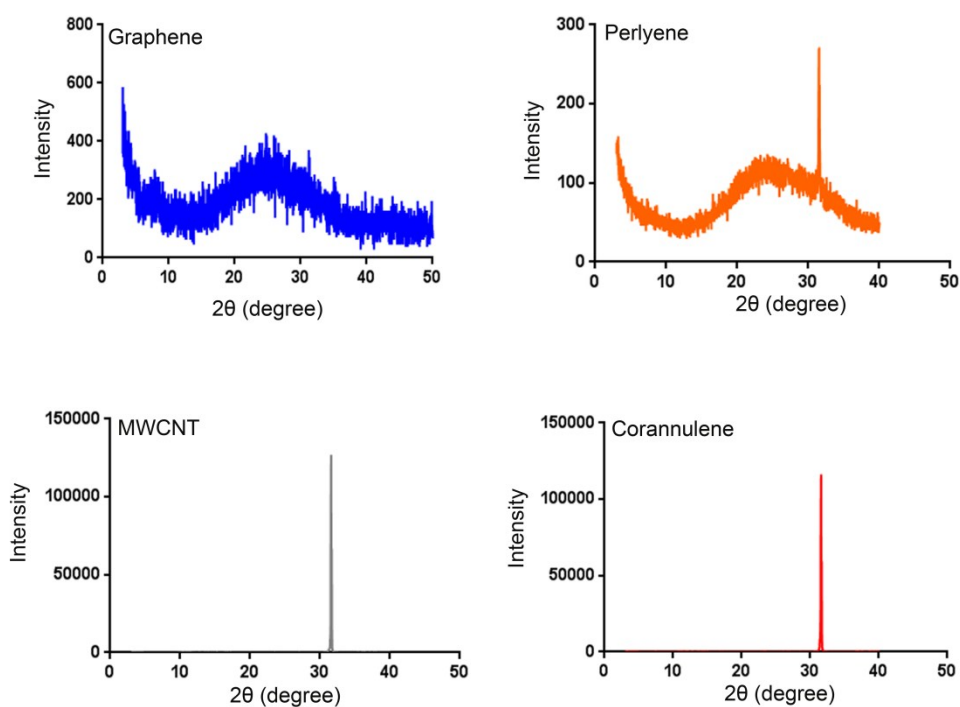 Graphene
800
600
400
200
0
Intensity
0 10 20 30 40 50
2θ (degree)
Perlyene
300
200
100
0
Intensity
0 10 20 30 40 50
2θ (degree)
MWCNT
150000
100000
50000
0
Intensity
0 10 20 30 40 50
2θ (degree)
Corannulene
150000
100000
50000
0
Intensity
0 10 20 30 40 50
2θ (degree)